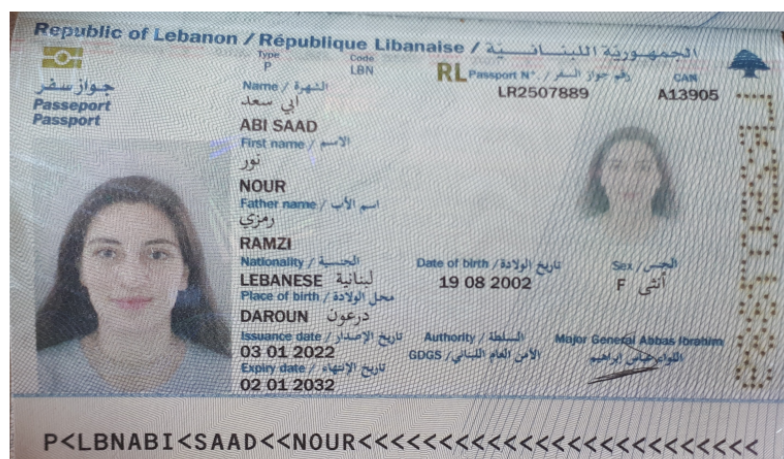 Republic of Lebanon / République Libanaise / الجمهورية اللبنانية
Type Code RL Passport N°. / رقم جواز السفر CAN
P LBN LR2507889 A13905
جواز سفر
Passeport
Passport
Name / الشهرة
ابي سعد
ABI SAAD
First name / الاسم
نور
NOUR
Father name / اسم الأب
رمزي
RAMZI
Nationality / الجنسية Date of birth / تاريخ الولادة Sex / الجنس
LEBANESE لبنانية 19 08 2002 F أنثى
Place of birth / محل الولادة
DAROUN درعون
Issuance date / تاريخ الإصدار Authority / السلطة Major General Abbas Ibrahim
03 01 2022 GDGS / الأمن العام اللبناني اللواء عباس إبراهيم
Expiry date / تاريخ الإنتهاء
02 01 2032
P<LBNABI<SAAD<<NOUR<<<<<<<<<<<<<<<<<<<<<<<<<